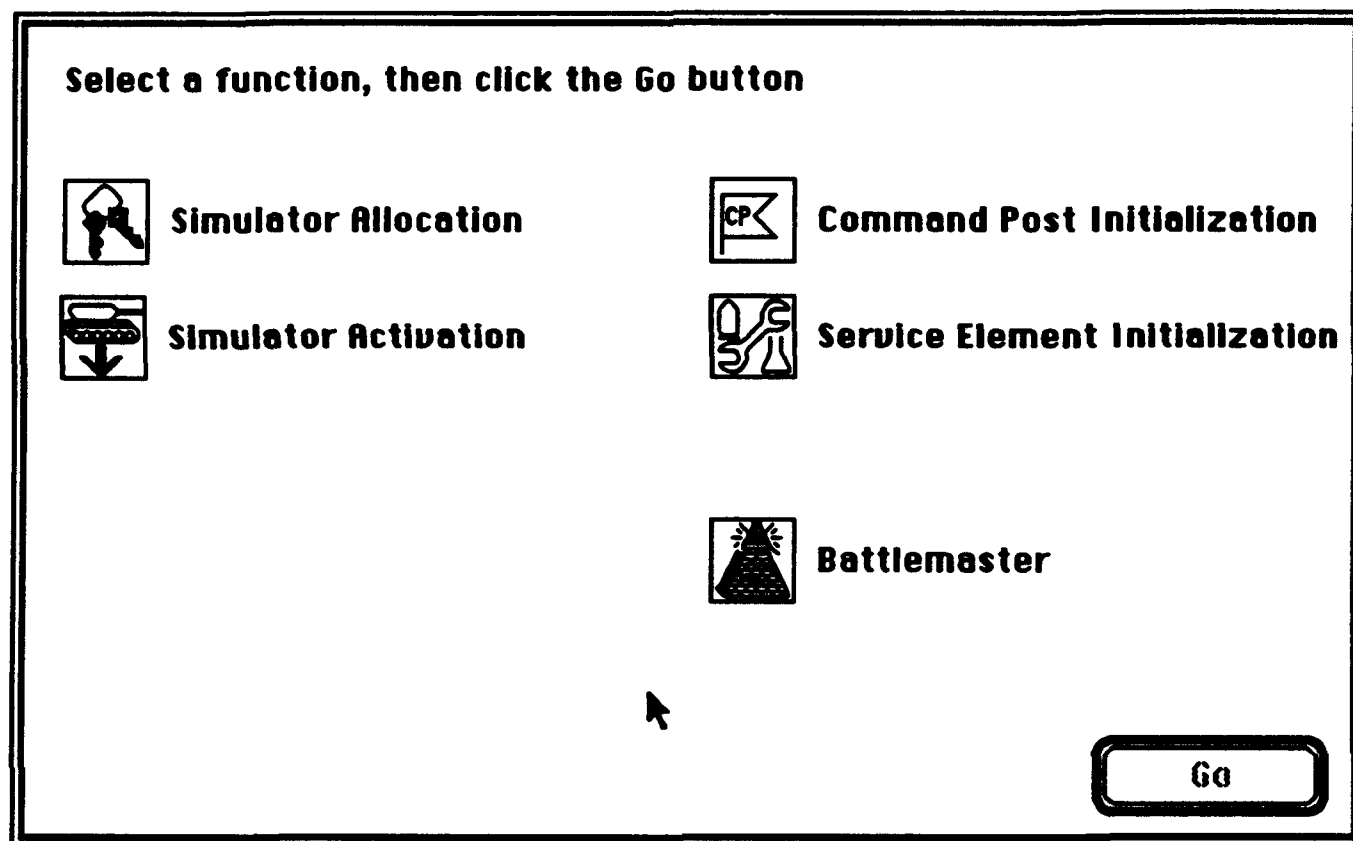 Select a function, then click the Go button
Simulator Allocation
CP
Command Post Initialization
Simulator Activation
Service Element Initialization
Battlemaster
Go